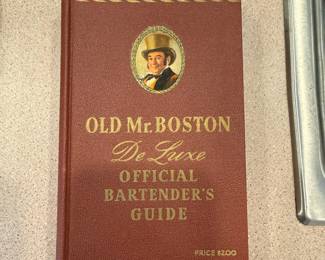 OLD Mr. BOSTON
De Luxe
OFFICIAL
BARTENDER'S
GUIDE
PRICE $2.00